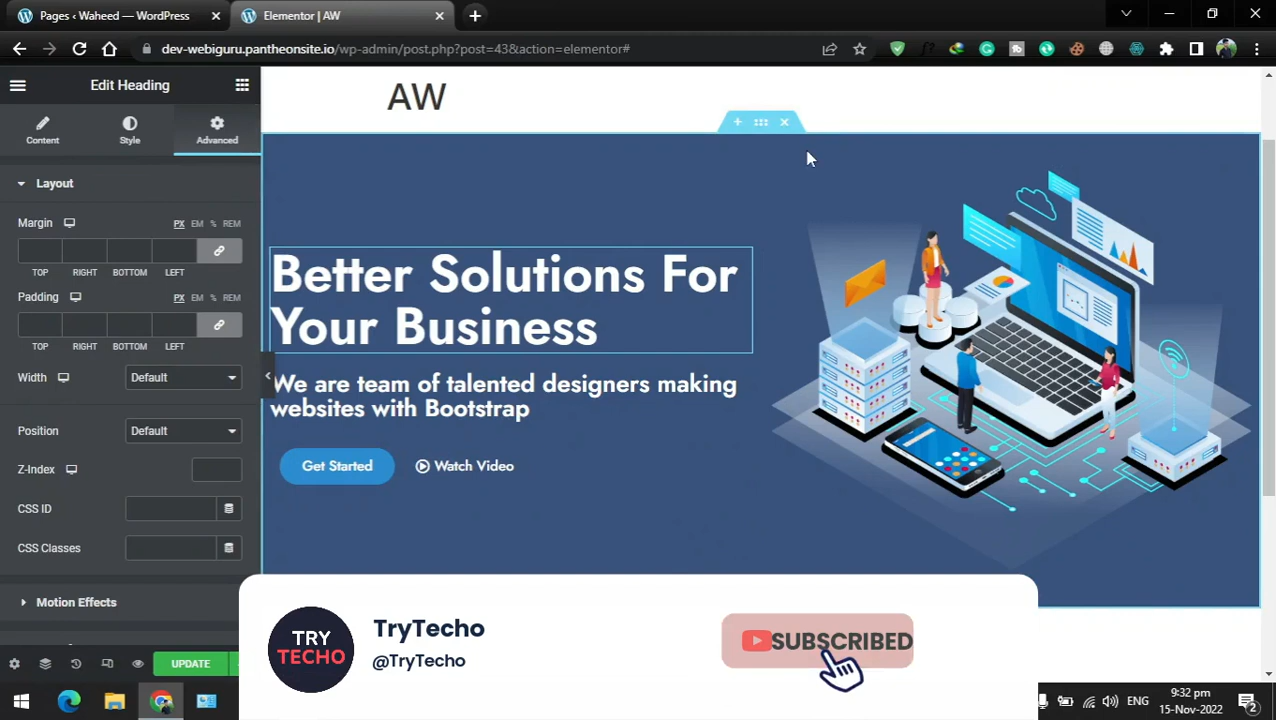 Pages ‹ Waheed — WordPress
Elementor | AW
dev-webiguru.pantheonsite.io/wp-admin/post.php?post=43&action=elementor#
Edit Heading
Content
Style
Advanced
Layout
Margin
PX EM % REM
TOP RIGHT BOTTOM LEFT
Padding
PX EM % REM
TOP RIGHT BOTTOM LEFT
Width
Default
Position
Default
Z-Index
CSS ID
CSS Classes
Motion Effects
UPDATE
AW
Better Solutions For
Your Business
We are team of talented designers making
websites with Bootstrap
Get Started
Watch Video
TRY
TECHO
TryTecho
@TryTecho
SUBSCRIBED
ENG
9:32 pm
15-Nov-2022
2